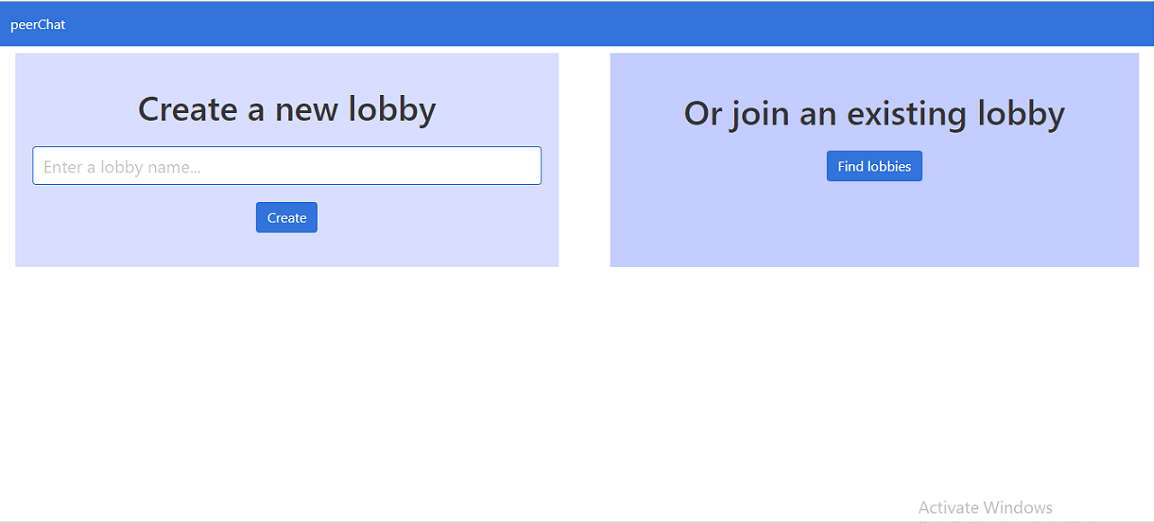 peerChat
Create a new lobby
Enter a lobby name...
Create
Or join an existing lobby
Find lobbies
Activate Windows